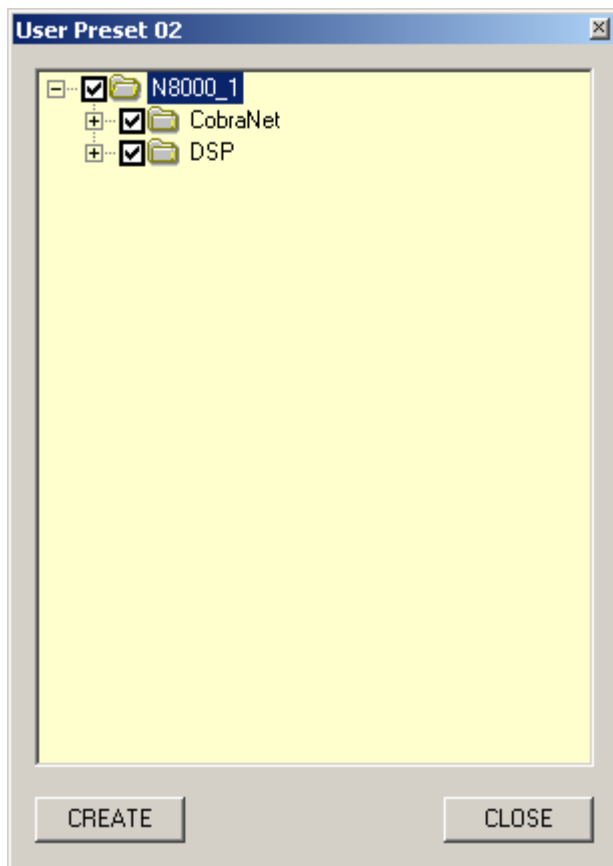 User Preset 02
N8000_1
CobraNet
DSP
CREATE
CLOSE